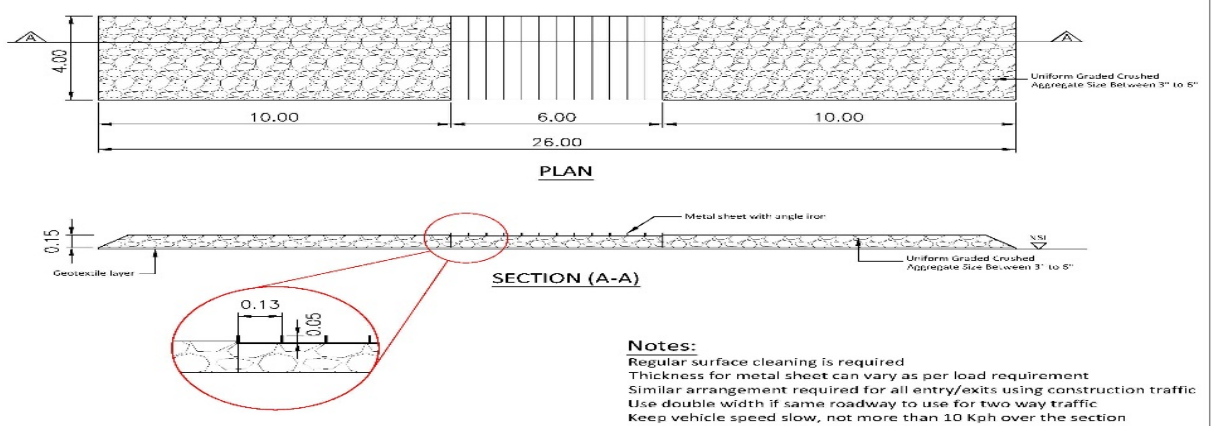 A
A
4.00
Uniform Graded Crushed
Aggregate Size Between 3" to 6"
10.00
6.00
10.00
26.00
PLAN
Metal sheet with angle iron
0.15
NSL
Geotextile layer
Uniform Graded Crushed
Aggregate Size Between 3" to 6"
SECTION (A-A)
0.13
0.05
Notes:
Regular surface cleaning is required
Thickness for metal sheet can vary as per load requirement
Similar arrangement required for all entry/exits using construction traffic
Use double width if same roadway to use for two way traffic
Keep vehicle speed slow, not more than 10 Kph over the section